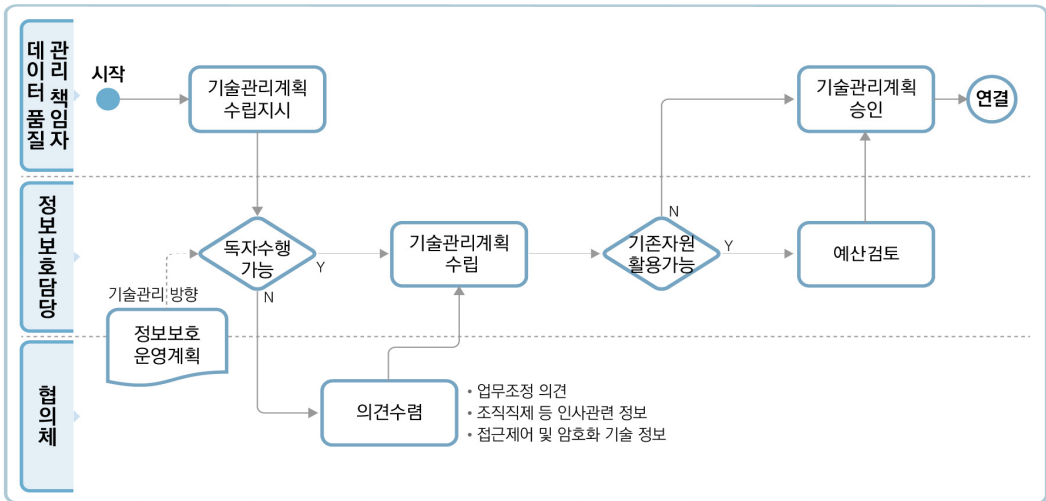 데이터 품질
관리 책임자
시작
기술관리계획
수립지시
기술관리계획
승인
연결
정보보호담당
독자수행
가능
Y
N
기술관리계획
수립
기존자원
활용가능
N
Y
예산검토
기술관리 방향
정보보호
운영계획
협의체
의견수렴
• 업무조정 의견
• 조직직제 등 인사관련 정보
• 접근제어 및 암호화 기술 정보